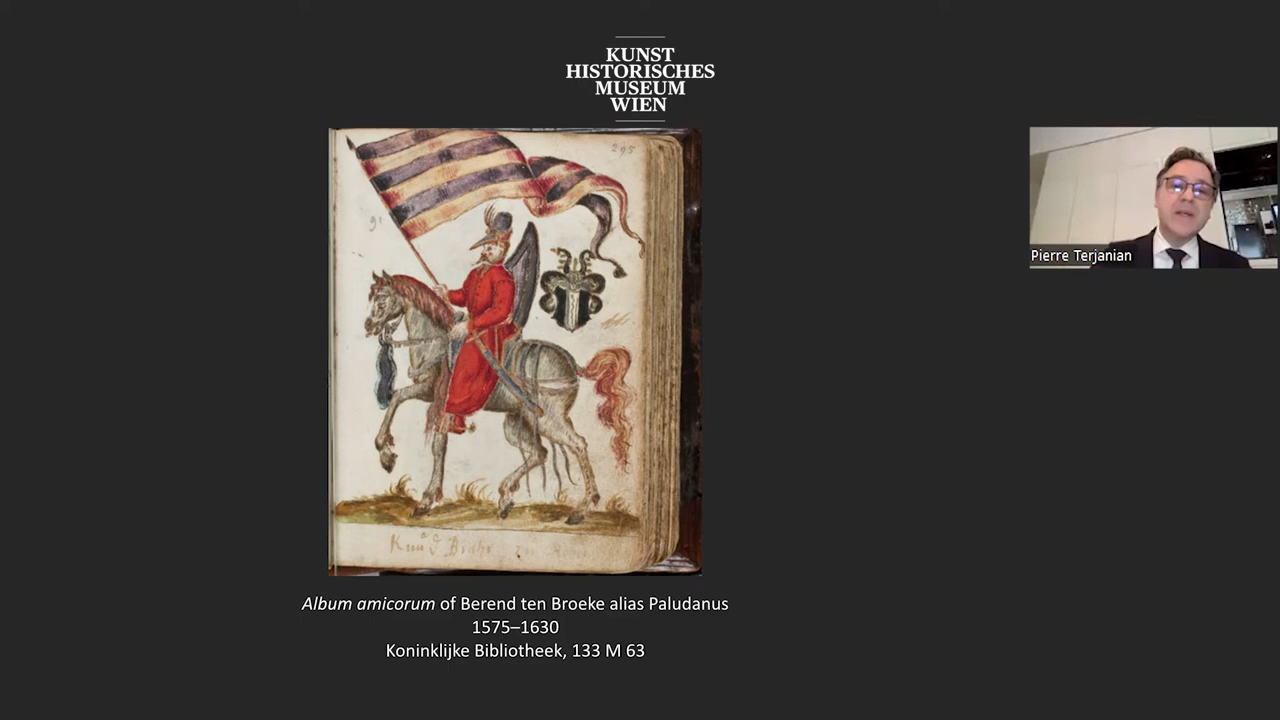 KUNST
HISTORISCHES
MUSEUM
WIEN
295
91
Pierre Terjanian
Album amicorum of Berend ten Broeke alias Paludanus
1575–1630
Koninklijke Bibliotheek, 133 M 63